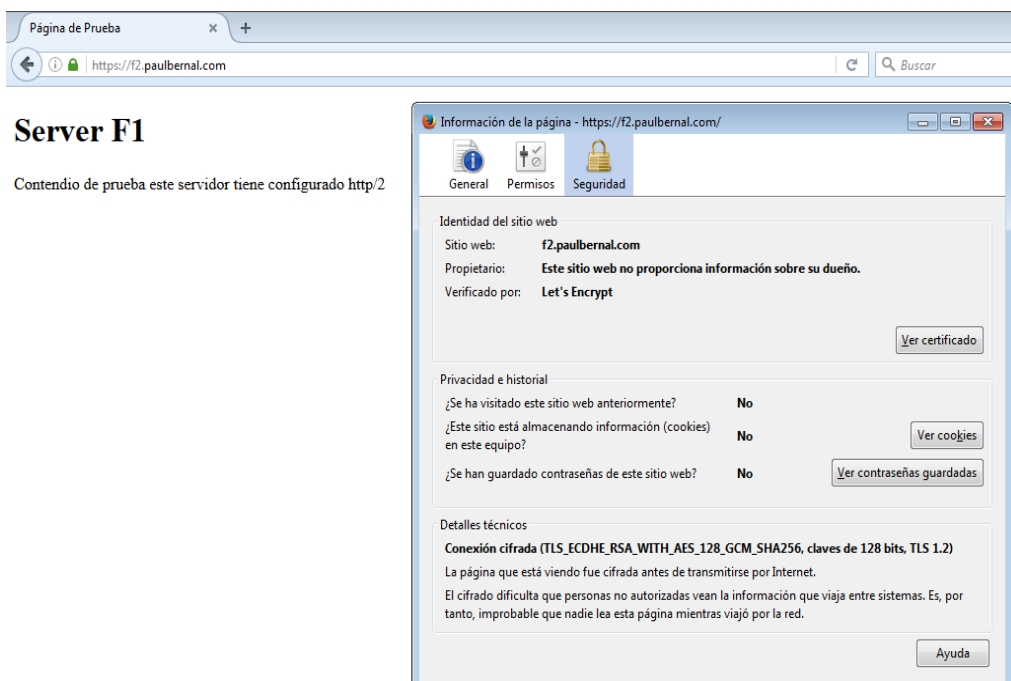 Página de Prueba
https://f2.paulbernal.com
Buscar
Server F1
Contendio de prueba este servidor tiene configurado http/2
Información de la página - https://f2.paulbernal.com/
General Permisos Seguridad
Identidad del sitio web
Sitio web: f2.paulbernal.com
Propietario: Este sitio web no proporciona información sobre su dueño.
Verificado por: Let's Encrypt
Ver certificado
Privacidad e historial
¿Se ha visitado este sitio web anteriormente? No
¿Este sitio está almacenando información (cookies)
en este equipo? No
Ver cookies
¿Se han guardado contraseñas de este sitio web? No
Ver contraseñas guardadas
Detalles técnicos
Conexión cifrada (TLS_ECDHE_RSA_WITH_AES_128_GCM_SHA256, claves de 128 bits, TLS 1.2)
La página que está viendo fue cifrada antes de transmitirse por Internet.
El cifrado dificulta que personas no autorizadas vean la información que viaja entre sistemas. Es, por
tanto, improbable que nadie lea esta página mientras viajó por la red.
Ayuda